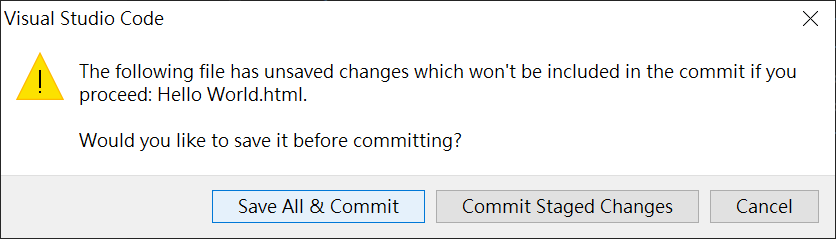 Visual Studio Code
The following file has unsaved changes which won't be included in the commit if you
proceed: Hello World.html.
Would you like to save it before committing?
Save All & Commit
Commit Staged Changes
Cancel